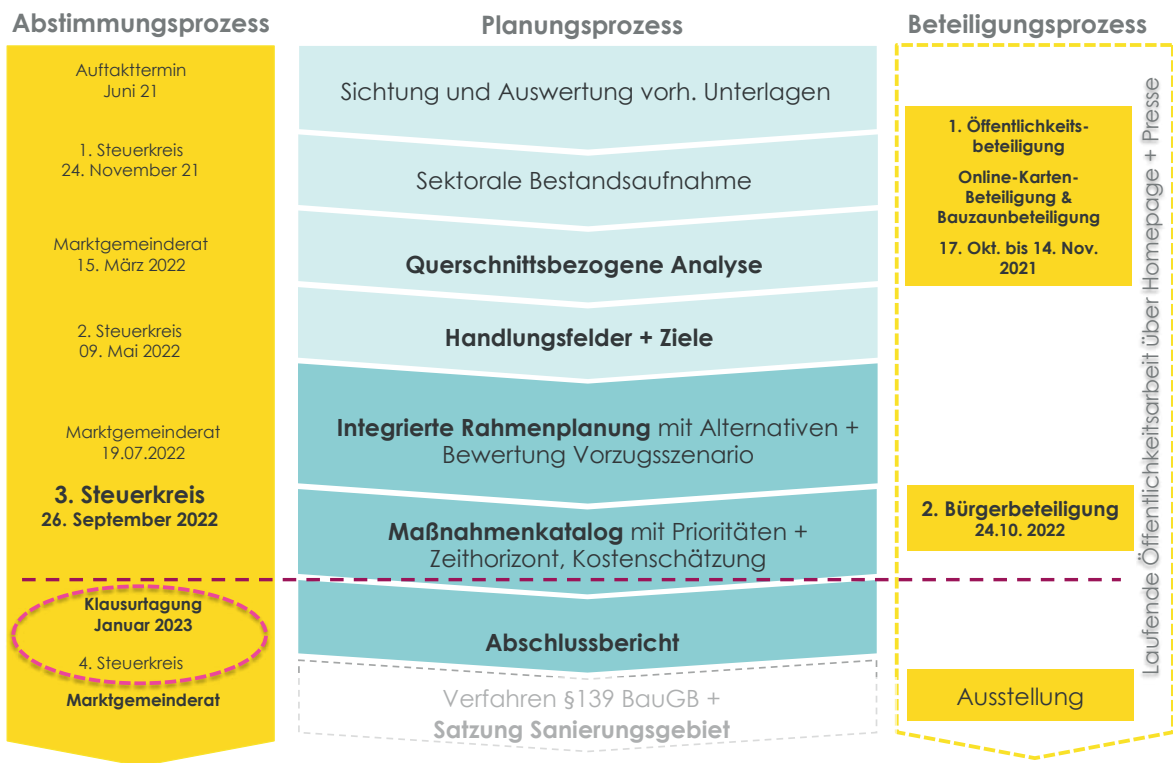 Abstimmungsprozess
Auftakttermin
Juni 21
1. Steuerkreis
24. November 21
Marktgemeinderat
15. März 2022
2. Steuerkreis
09. Mai 2022
Marktgemeinderat
19.07.2022
3. Steuerkreis
26. September 2022
Klausurtagung
Januar 2023
4. Steuerkreis
Marktgemeinderat
Planungsprozess
Sichtung und Auswertung vorh. Unterlagen
Sektorale Bestandsaufnahme
Querschnittsbezogene Analyse
Handlungsfelder + Ziele
Integrierte Rahmenplanung mit Alternativen +
Bewertung Vorzugsszenario
Maßnahmenkatalog mit Prioritäten +
Zeithorizont, Kostenschätzung
Abschlussbericht
Verfahren §139 BauGB +
Satzung Sanierungsgebiet
Beteiligungsprozess
1. Öffentlichkeits-
beteiligung
Online-Karten-
Beteiligung &
Bauzaunbeteiligung
17. Okt. bis 14. Nov.
2021
2. Bürgerbeteiligung
24.10. 2022
Ausstellung
Laufende Öffentlichkeitsarbeit über Homepage + Presse